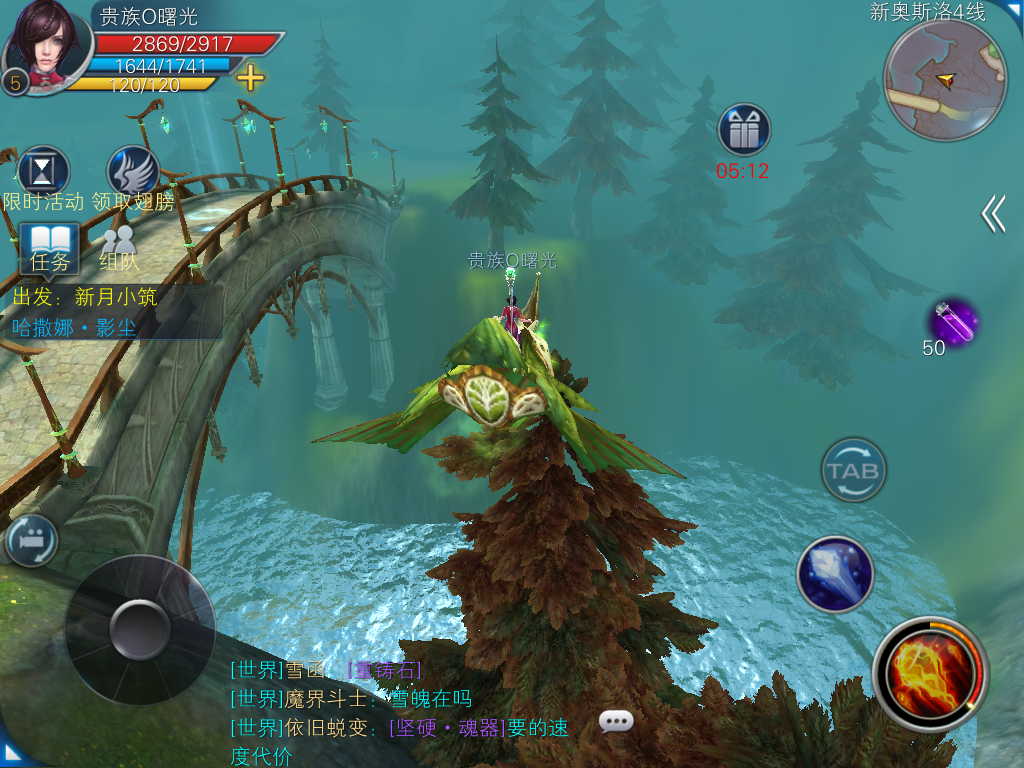 贵族O曙光
新奥斯洛4线
2869/2917
1644/1741
120/120
5
05:12
限时活动 领取翅膀
任务 组队
贵族O曙光
出发：新月小筑
哈撒娜·影尘
50
TAB
[世界]雪函：[重铸石]
[世界]魔界斗士：雪魄在吗
[世界]依旧蜕变：[坚硬·魂器]要的速
度代价